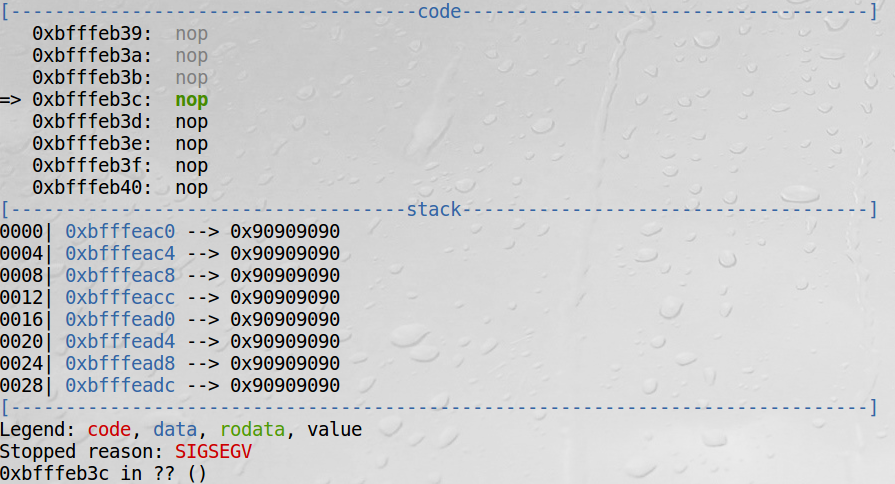 [-------------------------------------code-------------------------------------]
   0xbfffeb39:	nop
   0xbfffeb3a:	nop
   0xbfffeb3b:	nop
=> 0xbfffeb3c:	nop
   0xbfffeb3d:	nop
   0xbfffeb3e:	nop
   0xbfffeb3f:	nop
   0xbfffeb40:	nop
[------------------------------------stack-------------------------------------]
0000| 0xbfffeac0 --> 0x90909090
0004| 0xbfffeac4 --> 0x90909090
0008| 0xbfffeac8 --> 0x90909090
0012| 0xbfffeacc --> 0x90909090
0016| 0xbfffead0 --> 0x90909090
0020| 0xbfffead4 --> 0x90909090
0024| 0xbfffead8 --> 0x90909090
0028| 0xbfffeadc --> 0x90909090
[------------------------------------------------------------------------------]
Legend: code, data, rodata, value
Stopped reason: SIGSEGV
0xbfffeb3c in ?? ()